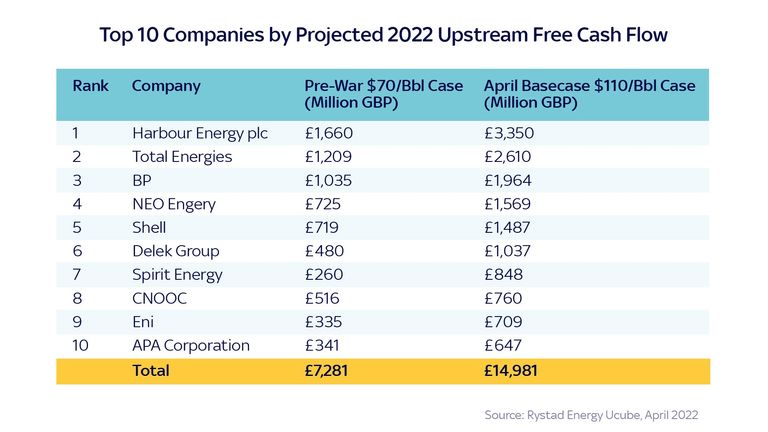 Top 10 Companies by Projected 2022 Upstream Free Cash Flow
Rank Company Pre-War $70/Bbl Case (Million GBP) April Basecase $110/Bbl Case (Million GBP)
1 Harbour Energy plc £1,660 £3,350
2 Total Energies £1,209 £2,610
3 BP £1,035 £1,964
4 NEO Engery £725 £1,569
5 Shell £719 £1,487
6 Delek Group £480 £1,037
7 Spirit Energy £260 £848
8 CNOOC £516 £760
9 Eni £335 £709
10 APA Corporation £341 £647
Total £7,281 £14,981
Source: Rystad Energy Ucube, April 2022